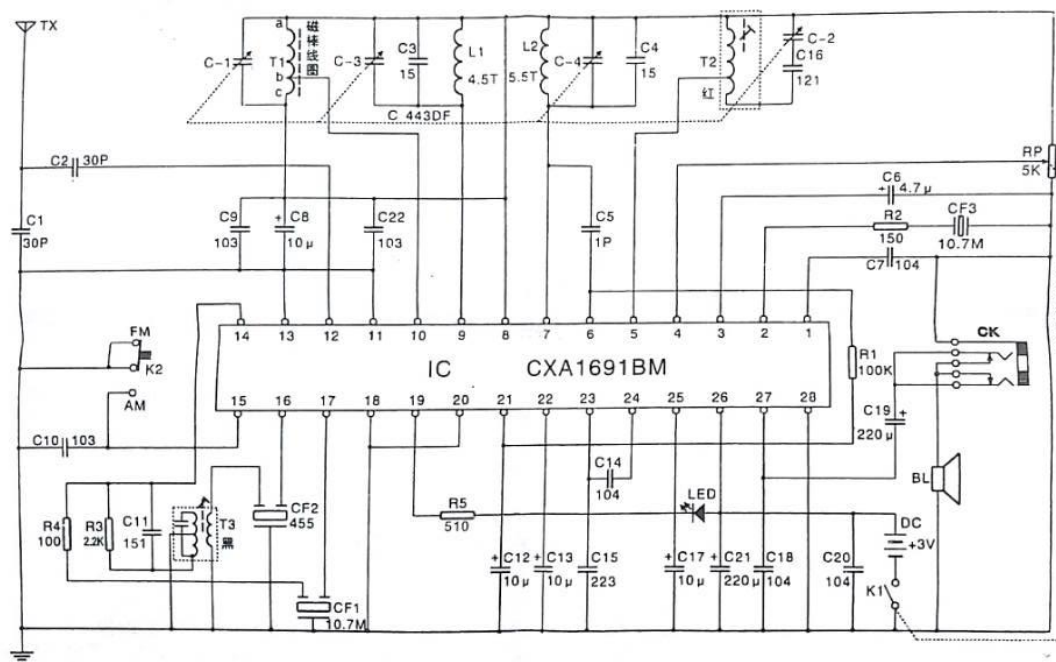 TX
磁棒线图
a
T1
b
c
C-1
C-3
C3
15
L1
4.5T
L2
5.5T
C-4
C4
15
T2
红
C-2
C16
121
C 443DF
C2 30P
C1
30P
C9
103
+ C8
10μ
C22
103
C5
1P
RP
5K
C6
+ 4.7μ
R2
150
CF3
10.7M
C7 104
14 13 12 11 10 9 8 7 6 5 4 3 2 1
IC CXA1691BM
15 16 17 18 19 20 21 22 23 24 25 26 27 28
FM
K2
AM
C10 103
R1
100K
CK
C19 +
220μ
BL
R4
100
R3
2.2K
C11
151
T3
黑
CF2
455
CF1
10.7M
R5
510
C14
104
LED
DC
+3V
K1
+ C12
10μ
+ C13
10μ
C15
223
+ C17
10μ
+ C21
220μ
C18
104
C20
104